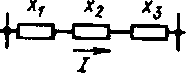 x₁ x₂ x₃
I